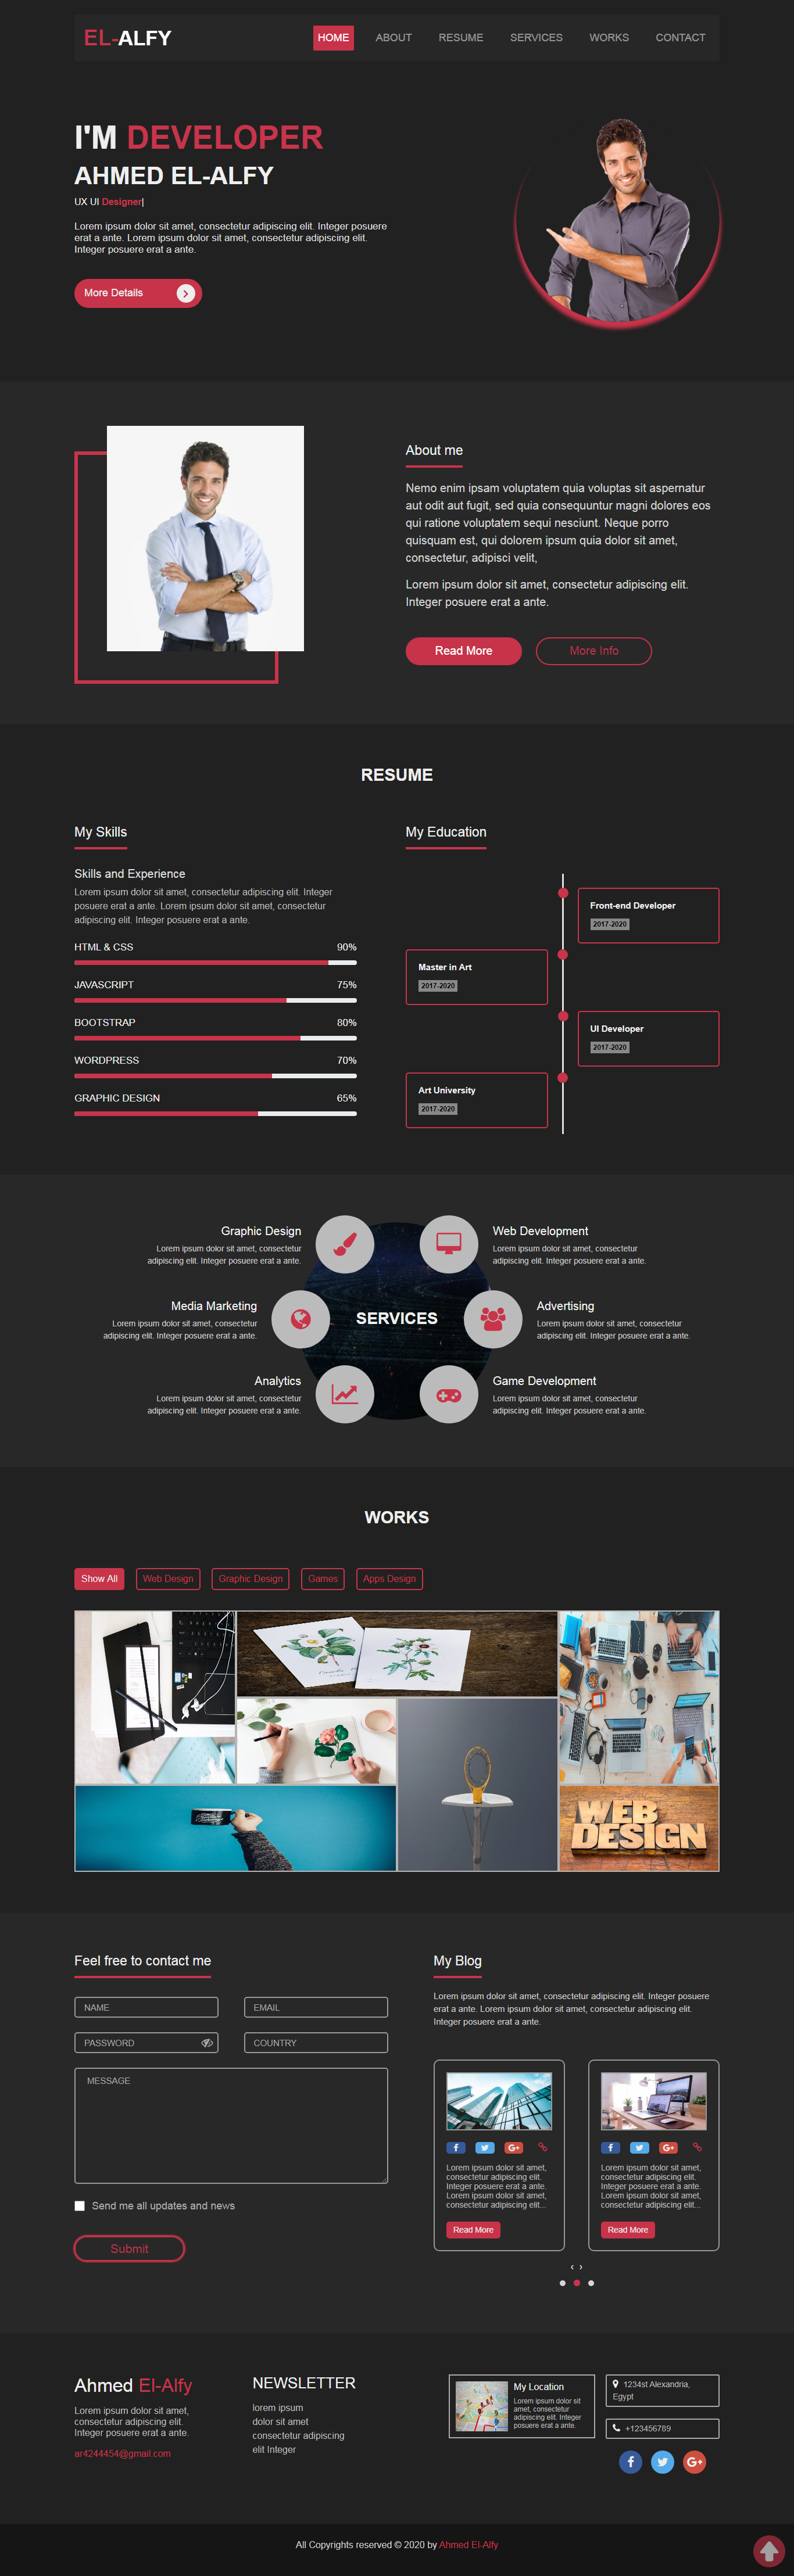 EL-ALFY
HOME ABOUT RESUME SERVICES WORKS CONTACT
I'M DEVELOPER
AHMED EL-ALFY
UX UI Designer|
Lorem ipsum dolor sit amet, consectetur adipiscing elit. Integer posuere
erat a ante. Lorem ipsum dolor sit amet, consectetur adipiscing elit.
Integer posuere erat a ante.
More Details
About me
Nemo enim ipsam voluptatem quia voluptas sit aspernatur
aut odit aut fugit, sed quia consequuntur magni dolores eos
qui ratione voluptatem sequi nesciunt. Neque porro
quisquam est, qui dolorem ipsum quia dolor sit amet,
consectetur, adipisci velit,
Lorem ipsum dolor sit amet, consectetur adipiscing elit.
Integer posuere erat a ante.
Read More More Info
RESUME
My Skills
Skills and Experience
Lorem ipsum dolor sit amet, consectetur adipiscing elit. Integer
posuere erat a ante. Lorem ipsum dolor sit amet, consectetur
adipiscing elit. Integer posuere erat a ante.
HTML & CSS 90%
JAVASCRIPT 75%
BOOTSTRAP 80%
WORDPRESS 70%
GRAPHIC DESIGN 65%
My Education
Front-end Developer
2017-2020
Master in Art
2017-2020
UI Developer
2017-2020
Art University
2017-2020
Graphic Design
Lorem ipsum dolor sit amet, consectetur
adipiscing elit. Integer posuere erat a ante.
Web Development
Lorem ipsum dolor sit amet, consectetur
adipiscing elit. Integer posuere erat a ante.
Media Marketing
Lorem ipsum dolor sit amet, consectetur
adipiscing elit. Integer posuere erat a ante.
SERVICES
Advertising
Lorem ipsum dolor sit amet, consectetur
adipiscing elit. Integer posuere erat a ante.
Analytics
Lorem ipsum dolor sit amet, consectetur
adipiscing elit. Integer posuere erat a ante.
Game Development
Lorem ipsum dolor sit amet, consectetur
adipiscing elit. Integer posuere erat a ante.
WORKS
Show All Web Design Graphic Design Games Apps Design
WEB
DESIGN
Feel free to contact me
NAME EMAIL
PASSWORD COUNTRY
MESSAGE
Send me all updates and news
Submit
My Blog
Lorem ipsum dolor sit amet, consectetur adipiscing elit. Integer posuere
erat a ante. Lorem ipsum dolor sit amet, consectetur adipiscing elit.
Integer posuere erat a ante.
Lorem ipsum dolor sit amet,
consectetur adipiscing elit.
Integer posuere erat a ante.
Lorem ipsum dolor sit amet,
consectetur adipiscing elit...
Read More
Lorem ipsum dolor sit amet,
consectetur adipiscing elit.
Integer posuere erat a ante.
Lorem ipsum dolor sit amet,
consectetur adipiscing elit...
Read More
‹ ›
Ahmed El-Alfy
Lorem ipsum dolor sit amet,
consectetur adipiscing elit.
Integer posuere erat a ante.
ar4244454@gmail.com
NEWSLETTER
lorem ipsum
dolor sit amet
consectetur adipiscing
elit Integer
My Location
Lorem ipsum dolor sit
amet, consectetur
adipiscing elit. Integer
posuere erat a ante.
1234st Alexandria,
Egypt
+123456789
All Copyrights reserved © 2020 by Ahmed El-Alfy